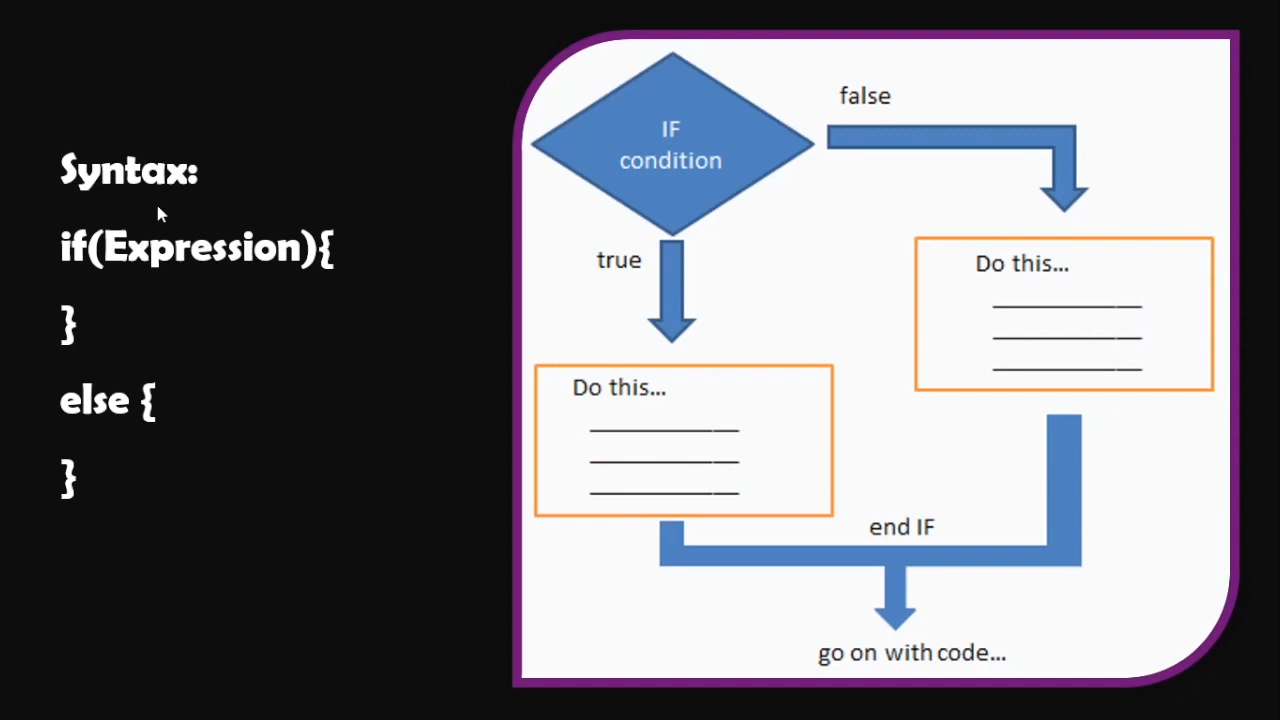 Syntax:
if(Expression){
}
else {
}
IF
condition
false
true
Do this...
Do this...
end IF
go on with code...